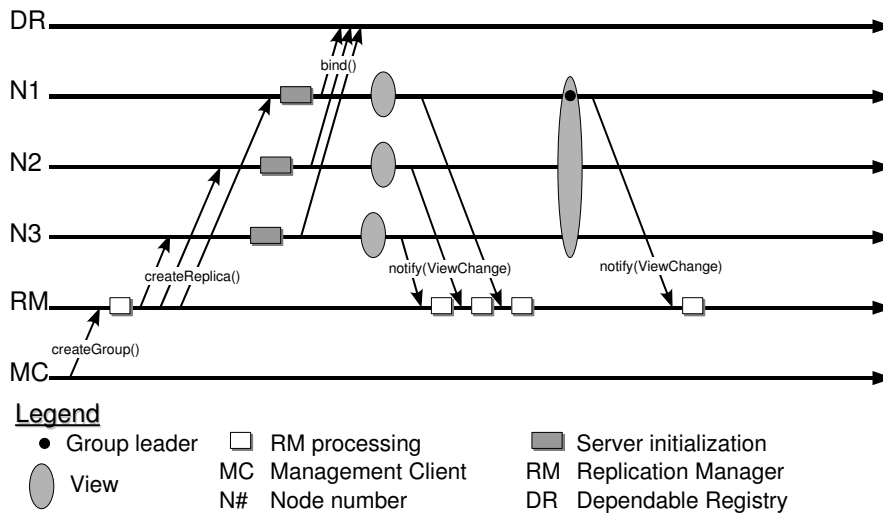 DR
bind()
N1
N2
N3
notify(ViewChange)
notify(ViewChange)
createReplica()
RM
createGroup()
MC
Legend
Group leader
RM processing
Server initialization
View
MC Management Client
RM Replication Manager
N# Node number
DR Dependable Registry